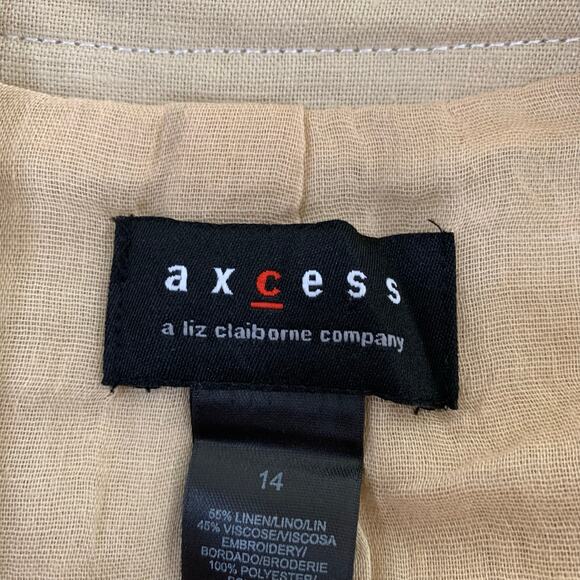 axcess
a liz claiborne company
14
55% LINEN/LINO/LIN
45% VISCOSE/VISCOSA
EMBROIDERY/
BORDADO/BRODERIE
100% POLYESTER/